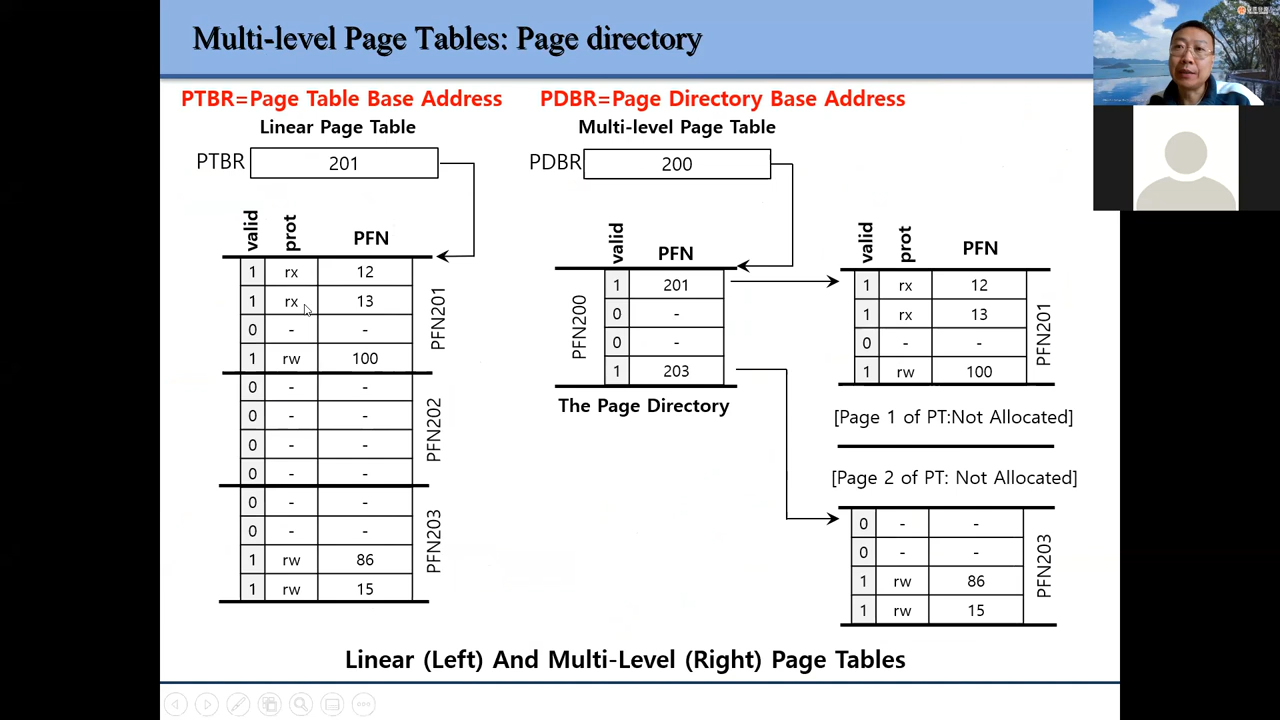 Multi-level Page Tables: Page directory
PTBR=Page Table Base Address
PDBR=Page Directory Base Address
Linear Page Table
Multi-level Page Table
PTBR
201
PDBR
200
valid prot PFN
1 rx 12
1 rx 13
0 - -
1 rw 100
PFN201
0 - -
0 - -
0 - -
0 - -
PFN202
0 - -
0 - -
1 rw 86
1 rw 15
PFN203
valid PFN
PFN200
1 201
0 -
0 -
1 203
The Page Directory
valid prot PFN
1 rx 12
1 rx 13
0 - -
1 rw 100
PFN201
[Page 1 of PT:Not Allocated]
[Page 2 of PT: Not Allocated]
0 - -
0 - -
1 rw 86
1 rw 15
PFN203
Linear (Left) And Multi-Level (Right) Page Tables